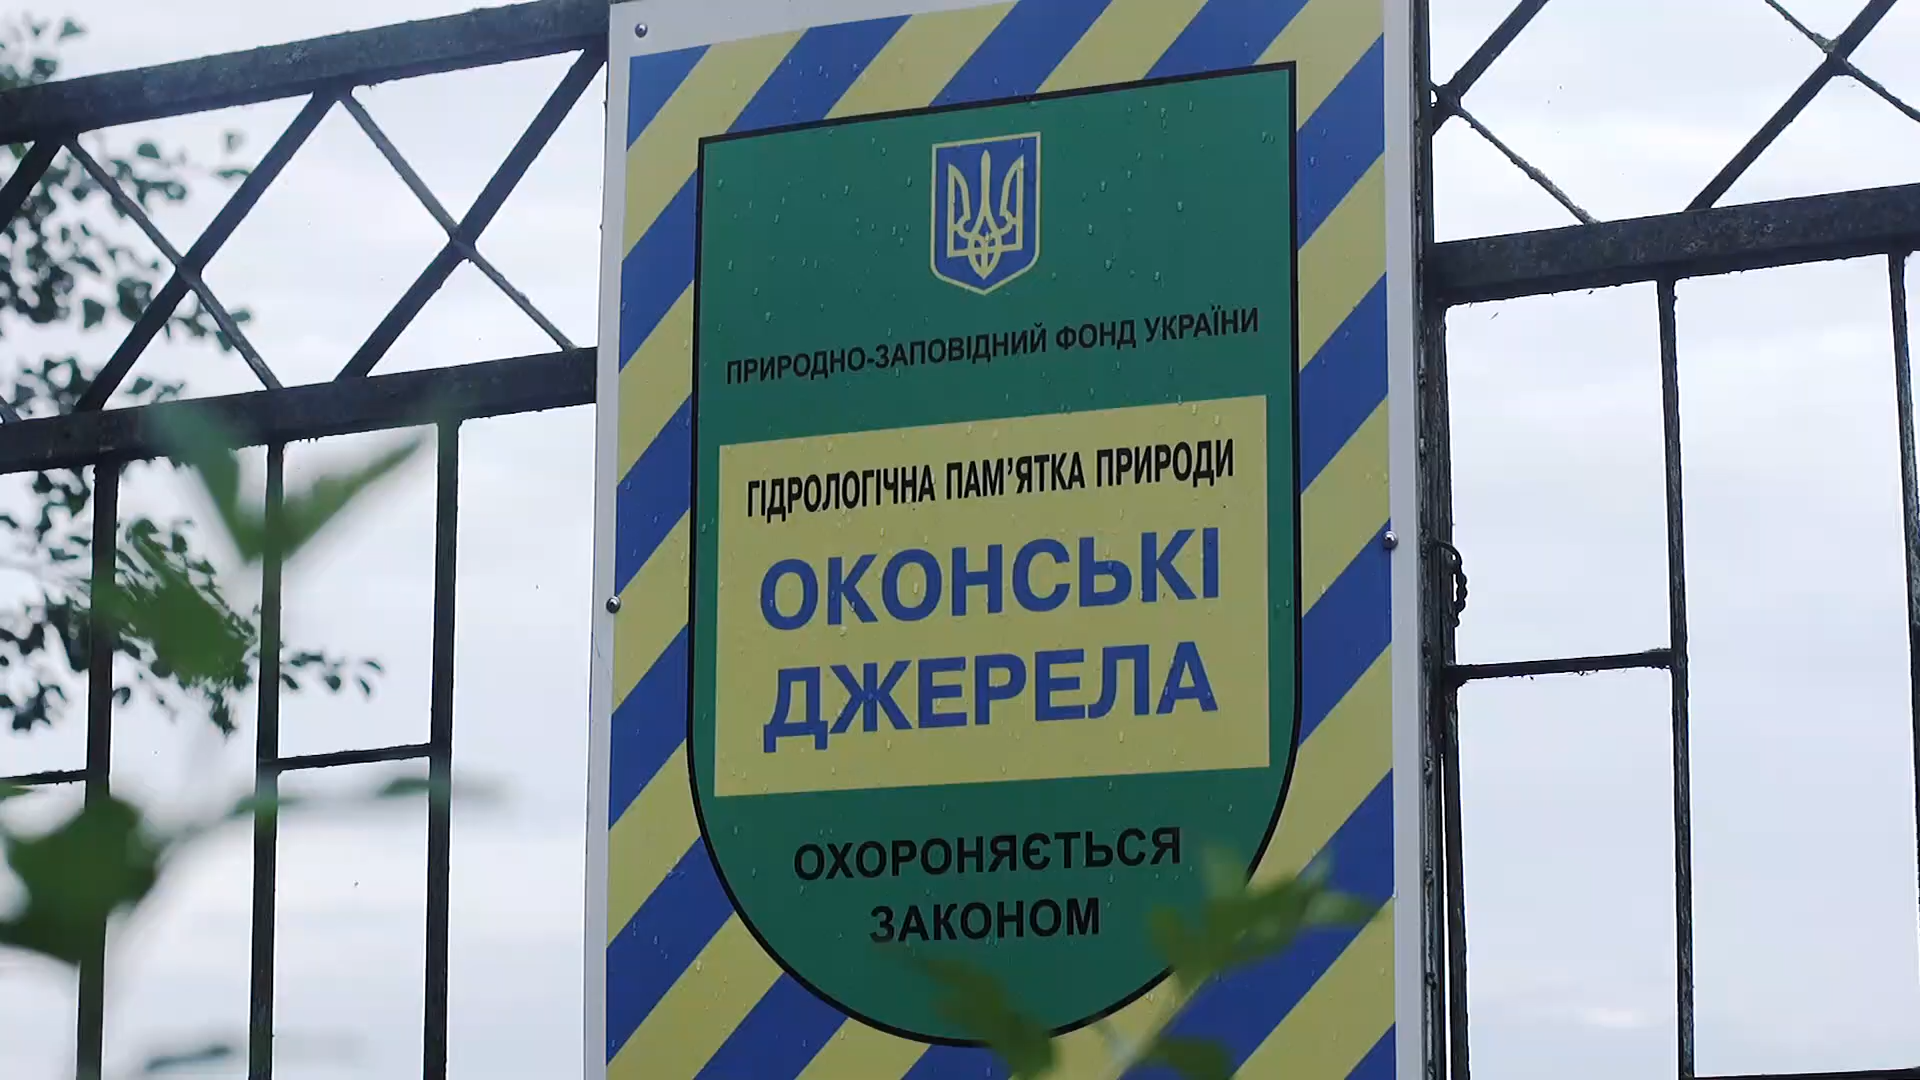 ПРИРОДНО-ЗАПОВІДНИЙ ФОНД УКРАЇНИ
ГІДРОЛОГІЧНА ПАМ’ЯТКА ПРИРОДИ
ОКОНСЬКІ
ДЖЕРЕЛА
ОХОРОНЯЄТЬСЯ
ЗАКОНОМ